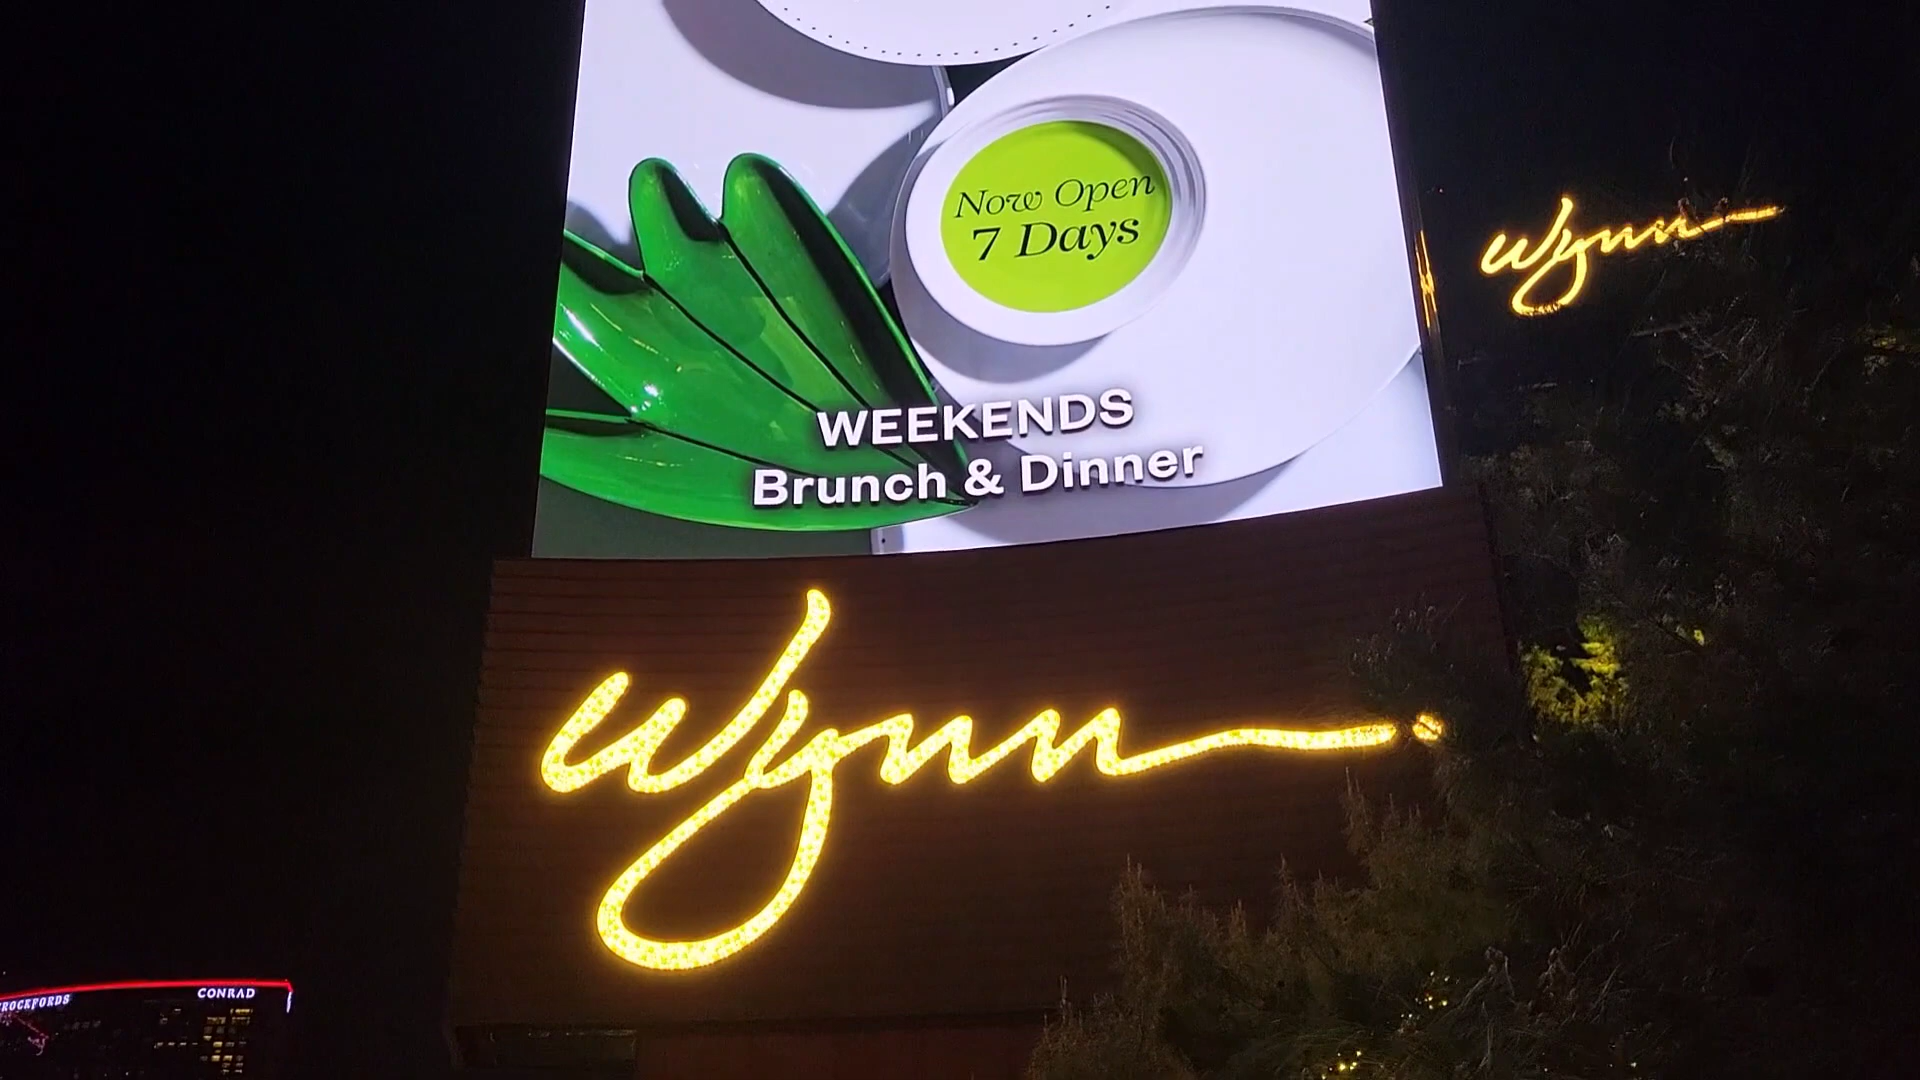 Now Open
7 Days
WEEKENDS
Brunch & Dinner
Wynn
Wynn
CROCKFORDS
CONRAD